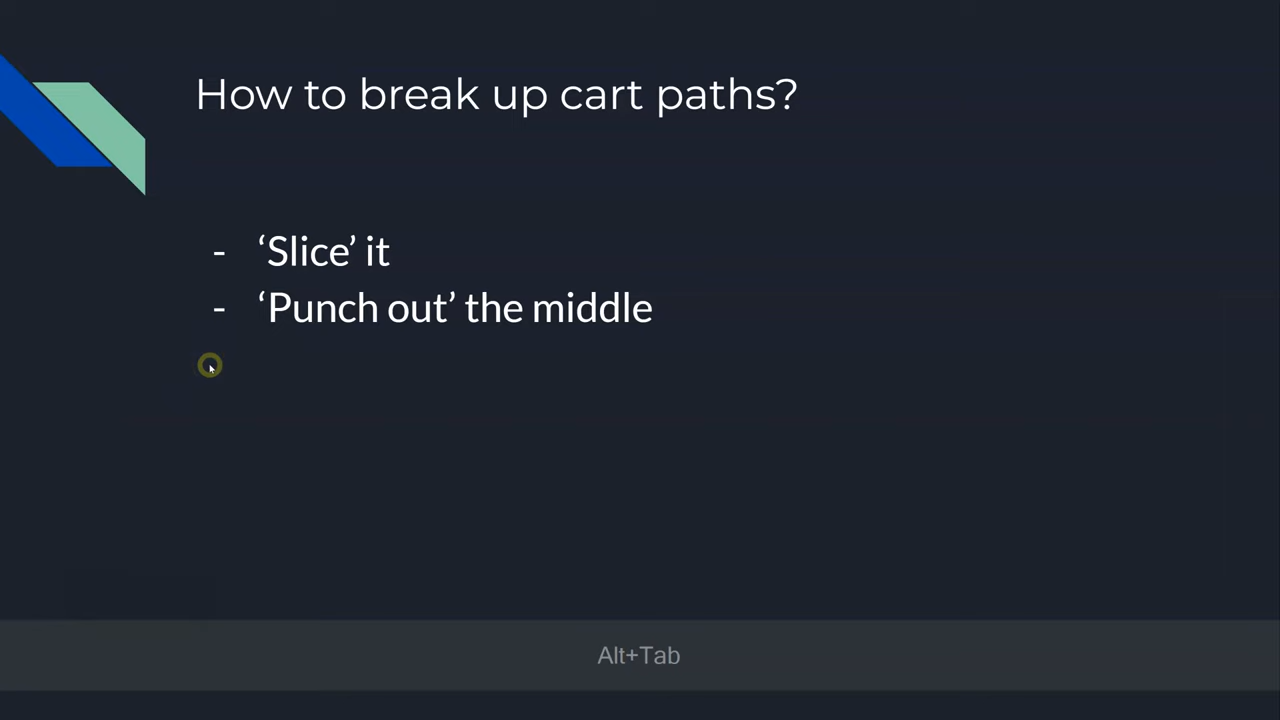 How to break up cart paths?
- ‘Slice’ it
- ‘Punch out’ the middle
Alt+Tab